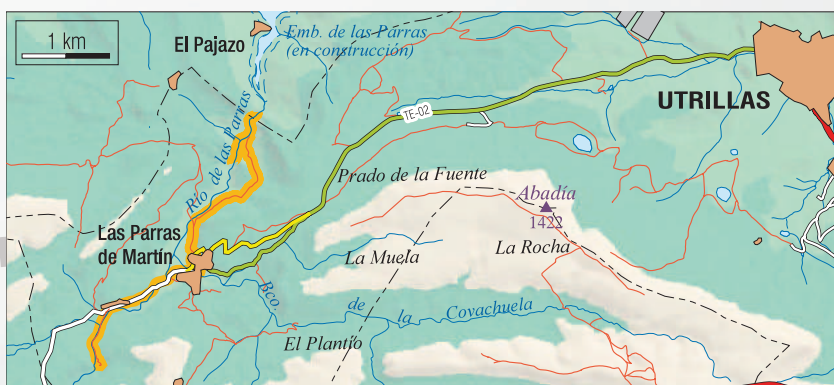 1 km
El Pajazo
Emb. de las Parras
(en construcción)
UTRILLAS
TE-02
Río de las Parras
Prado de la Fuente
Abadía
1422
Las Parras
de Martín
La Muela
La Rocha
Bco. de la Covachuela
El Plantío